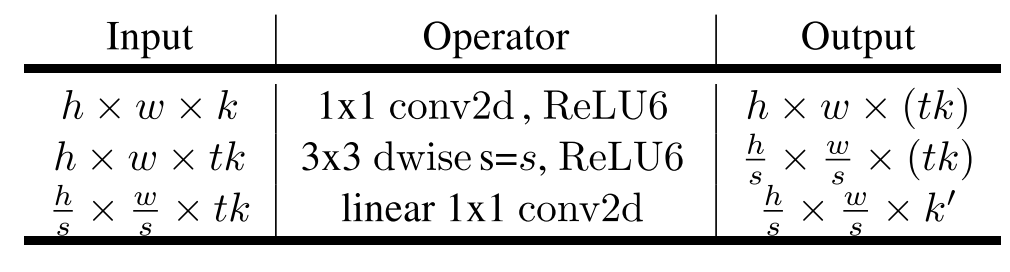 Input Operator Output
h × w × k 1x1 conv2d , ReLU6 h × w × (tk)
h × w × tk 3x3 dwise s=s, ReLU6 h/s × w/s × (tk)
h/s × w/s × tk linear 1x1 conv2d h/s × w/s × k′